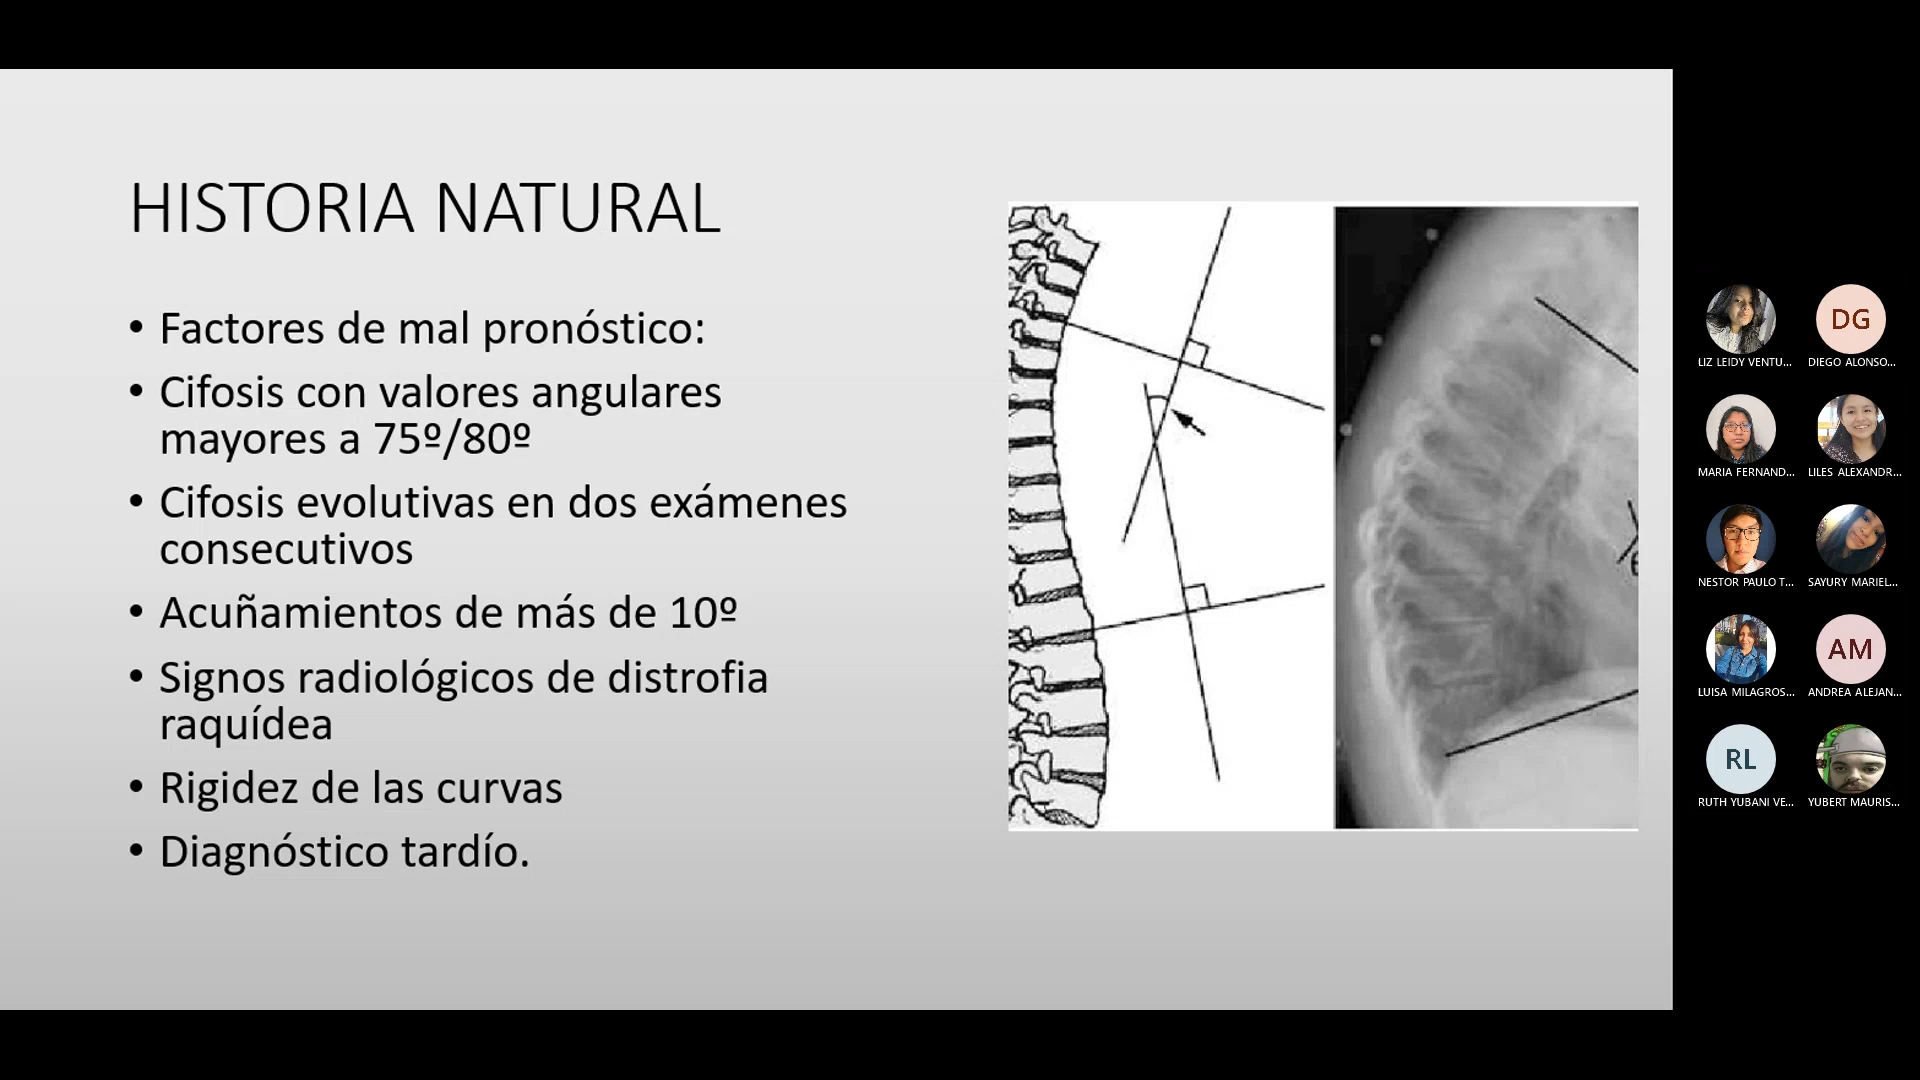 HISTORIA NATURAL
• Factores de mal pronóstico:
• Cifosis con valores angulares
mayores a 75º/80º
• Cifosis evolutivas en dos exámenes
consecutivos
• Acuñamientos de más de 10º
• Signos radiológicos de distrofia
raquídea
• Rigidez de las curvas
• Diagnóstico tardío.
DG
LIZ LEIDY VENTU... DIEGO ALONSO...
MARIA FERNAND... LILES ALEXANDR...
NESTOR PAULO T... SAYURY MARIEL...
AM
LUISA MILAGROS... ANDREA ALEJAN...
RL
RUTH YUBANI VE... YUBERT MAURIS...